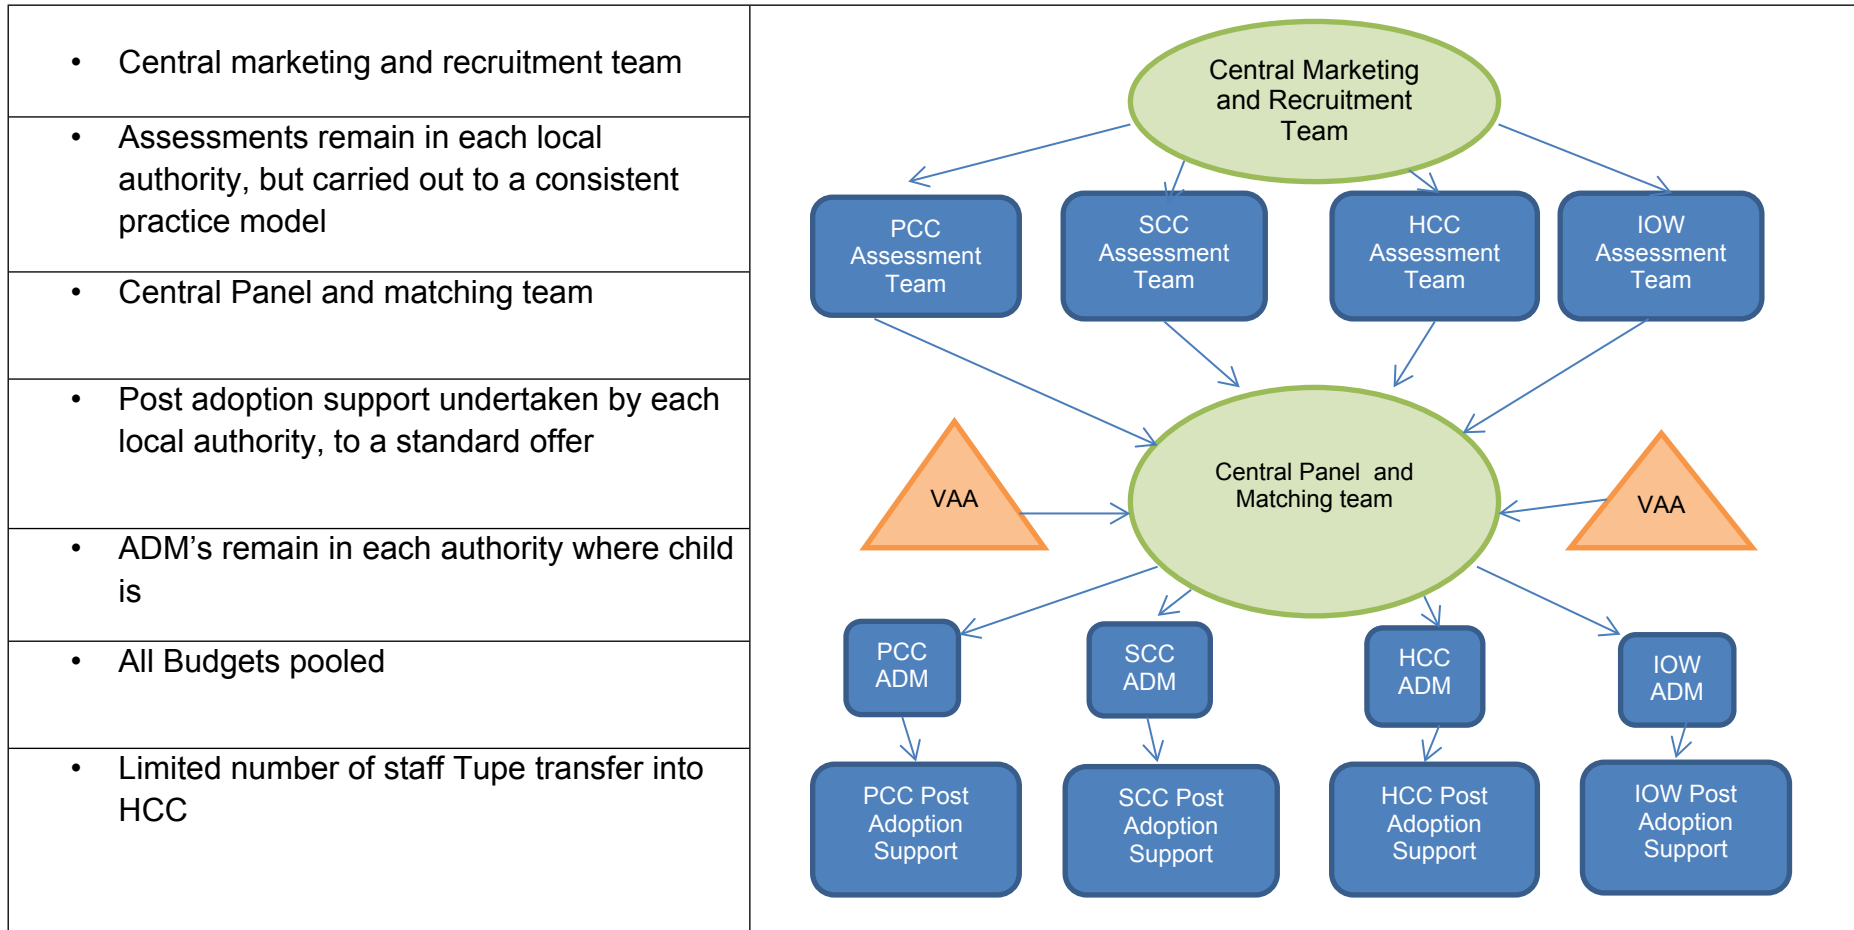 • Central marketing and recruitment team
• Assessments remain in each local
authority, but carried out to a consistent
practice model
• Central Panel and matching team
• Post adoption support undertaken by each
local authority, to a standard offer
• ADM’s remain in each authority where child
is
• All Budgets pooled
• Limited number of staff Tupe transfer into
HCC
Central Marketing
and Recruitment
Team
PCC
Assessment
Team
SCC
Assessment
Team
HCC
Assessment
Team
IOW
Assessment
Team
VAA
Central Panel and
Matching team
VAA
PCC
ADM
SCC
ADM
HCC
ADM
IOW
ADM
PCC Post
Adoption
Support
SCC Post
Adoption
Support
HCC Post
Adoption
Support
IOW Post
Adoption
Support